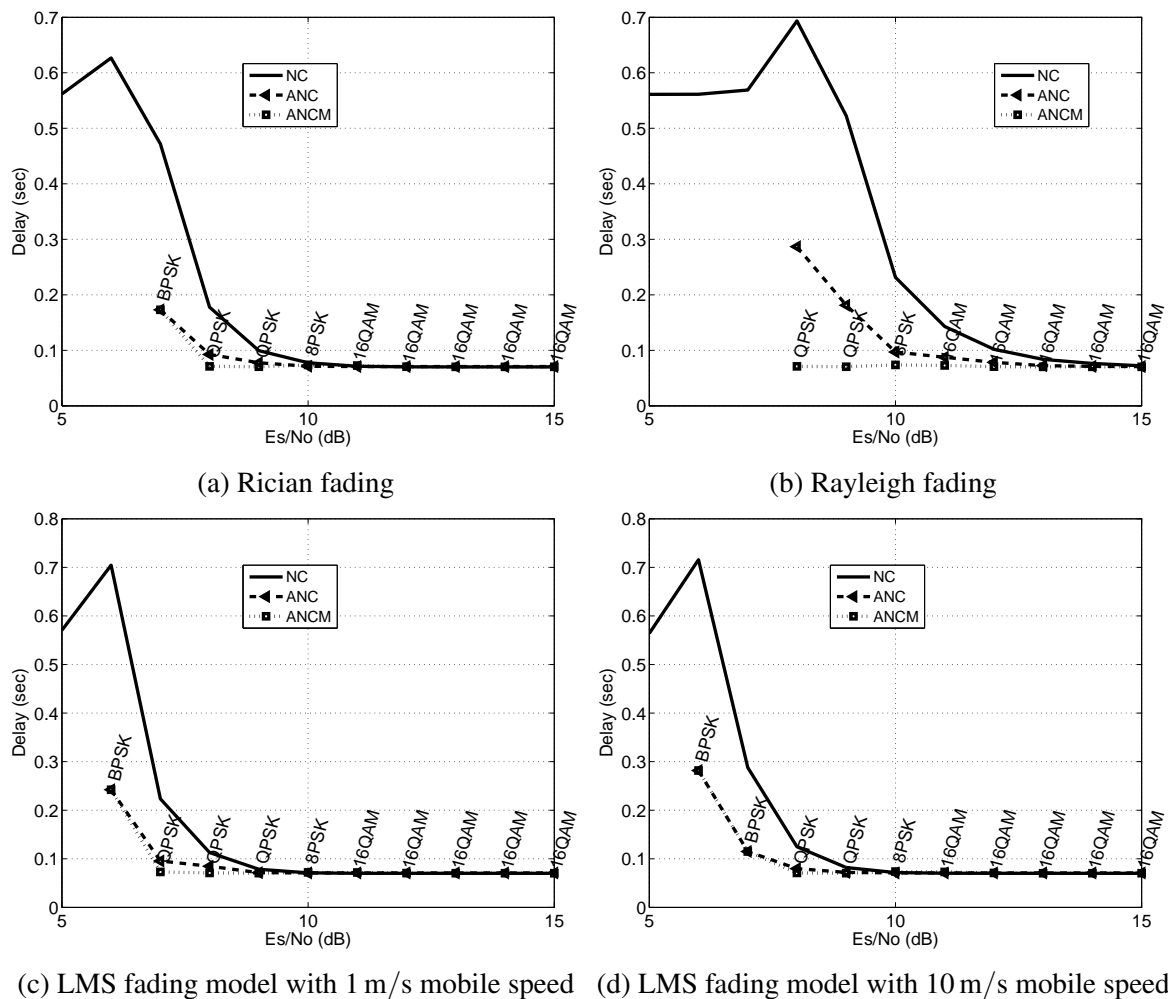 0.7
0.6
0.5
0.4
0.3
0.2
0.1
0
Delay (sec)
NC
ANC
ANCM
BPSK
QPSK
QPSK
8PSK
16QAM
16QAM
16QAM
16QAM
16QAM
5
10
15
Es/No (dB)
(a) Rician fading
0.7
0.6
0.5
0.4
0.3
0.2
0.1
0
Delay (sec)
NC
ANC
ANCM
QPSK
QPSK
8PSK
16QAM
16QAM
16QAM
16QAM
16QAM
5
10
15
Es/No (dB)
(b) Rayleigh fading
0.8
0.7
0.6
0.5
0.4
0.3
0.2
0.1
0
Delay (sec)
NC
ANC
ANCM
BPSK
QPSK
QPSK
QPSK
8PSK
16QAM
16QAM
16QAM
16QAM
16QAM
5
10
15
Es/No (dB)
(c) LMS fading model with 1 m/s mobile speed
0.8
0.7
0.6
0.5
0.4
0.3
0.2
0.1
0
Delay (sec)
NC
ANC
ANCM
BPSK
BPSK
QPSK
QPSK
8PSK
16QAM
16QAM
16QAM
16QAM
16QAM
5
10
15
Es/No (dB)
(d) LMS fading model with 10 m/s mobile speed